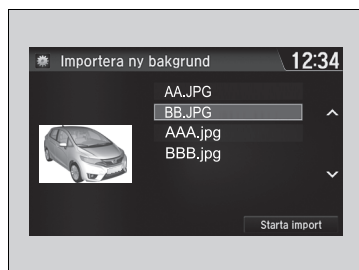 Importera ny bakgrund
12:34
AA.JPG
BB.JPG
AAA.jpg
BBB.jpg
Starta import